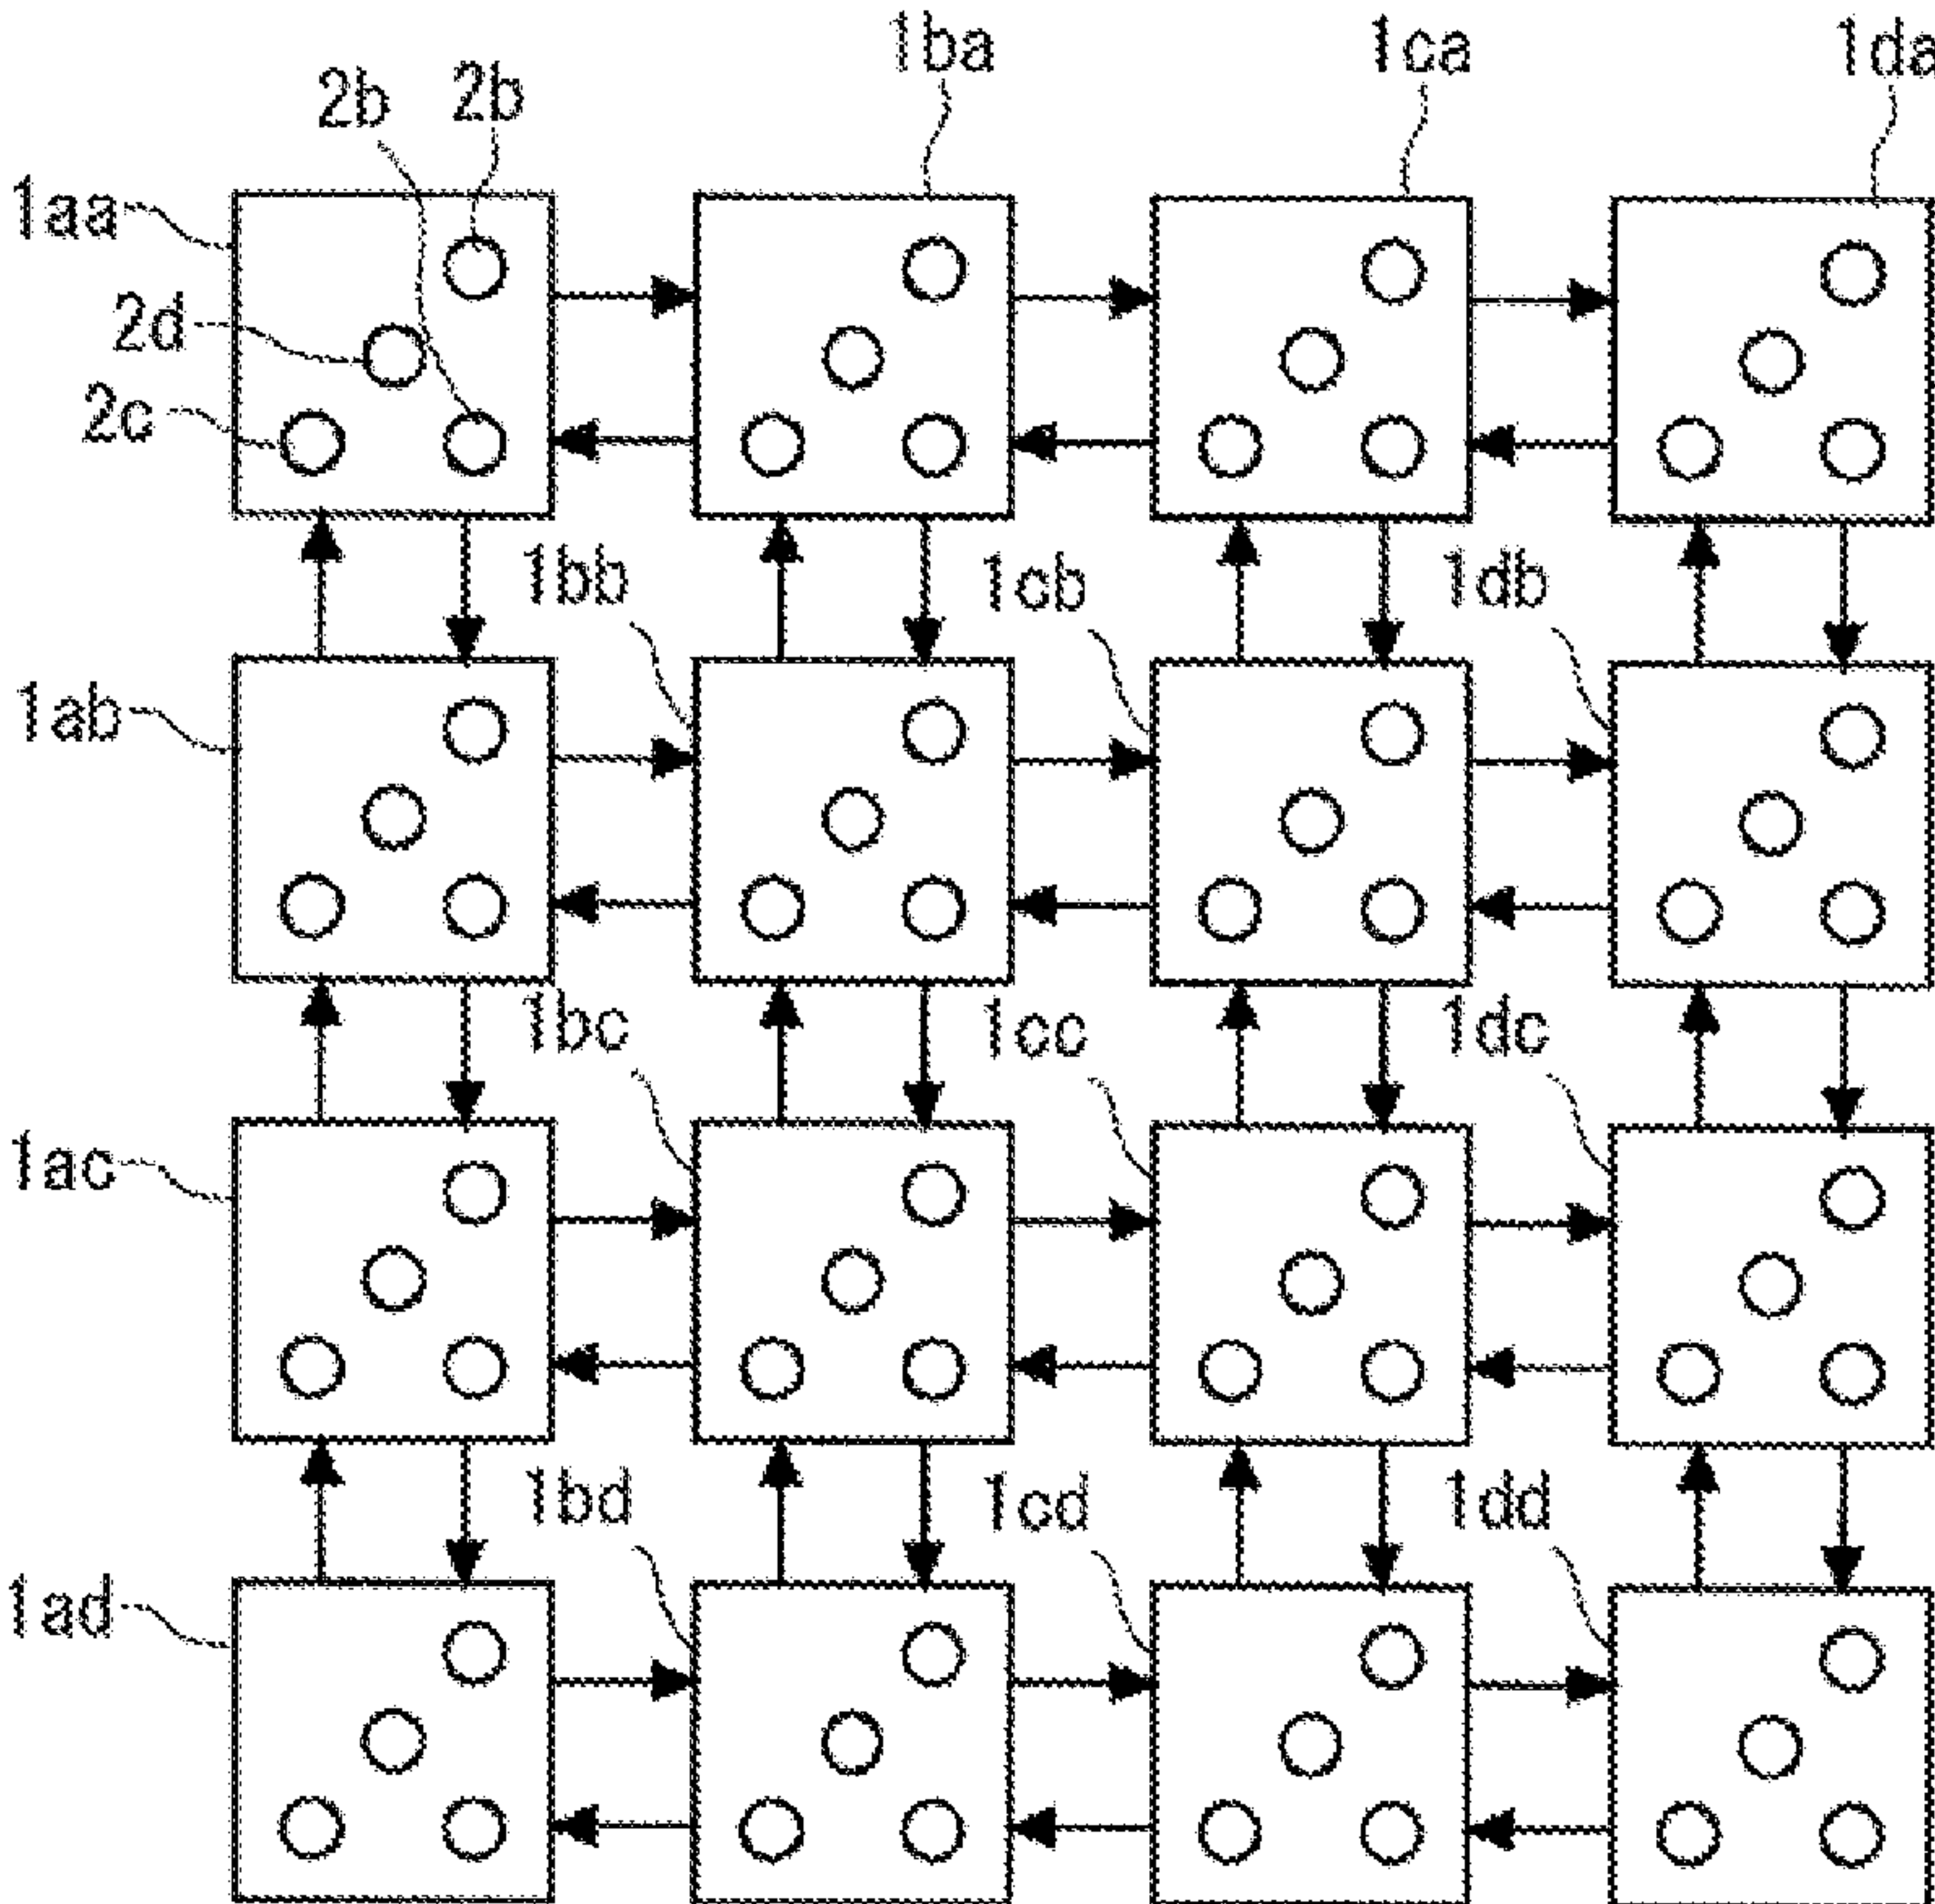 1ba 1ca 1da
2b 2b
1aa
2d
2c
1bb 1cb 1db
1ab
1bc 1cc 1dc
1ac
1bd 1cd 1dd
1ad